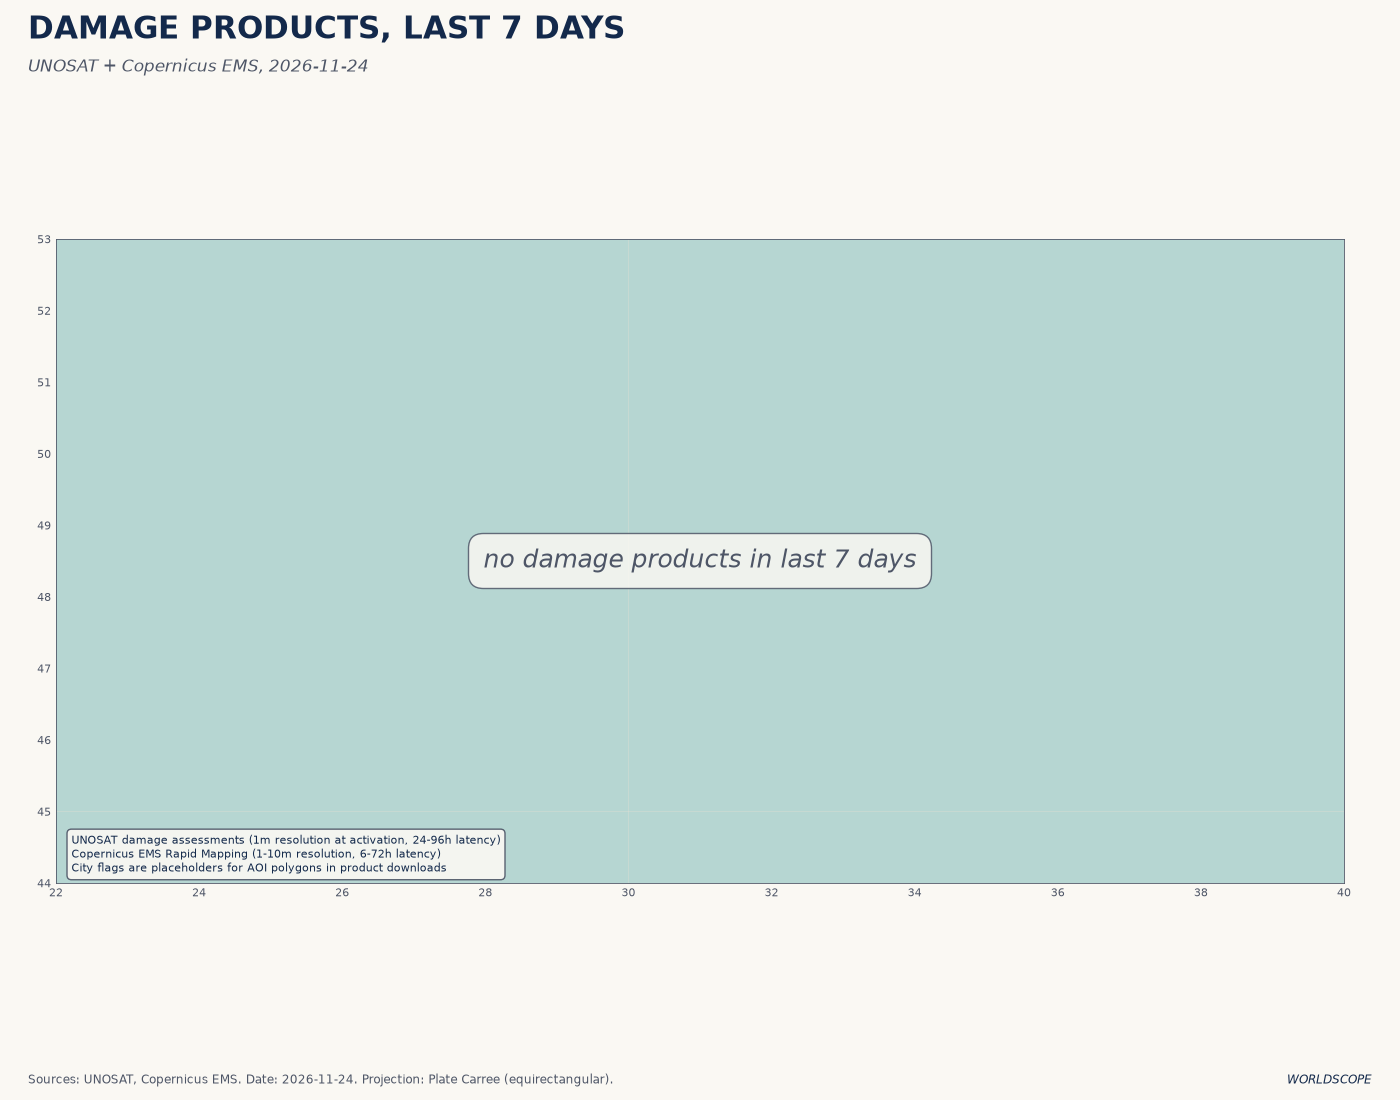 DAMAGE PRODUCTS, LAST 7 DAYS
UNOSAT + Copernicus EMS, 2026-11-24
53
52
51
50
49
48
47
46
45
44
no damage products in last 7 days
UNOSAT damage assessments (1m resolution at activation, 24-96h latency)
Copernicus EMS Rapid Mapping (1-10m resolution, 6-72h latency)
City flags are placeholders for AOI polygons in product downloads
22 24 26 28 30 32 34 36 38 40
Sources: UNOSAT, Copernicus EMS. Date: 2026-11-24. Projection: Plate Carree (equirectangular).
WORLDSCOPE